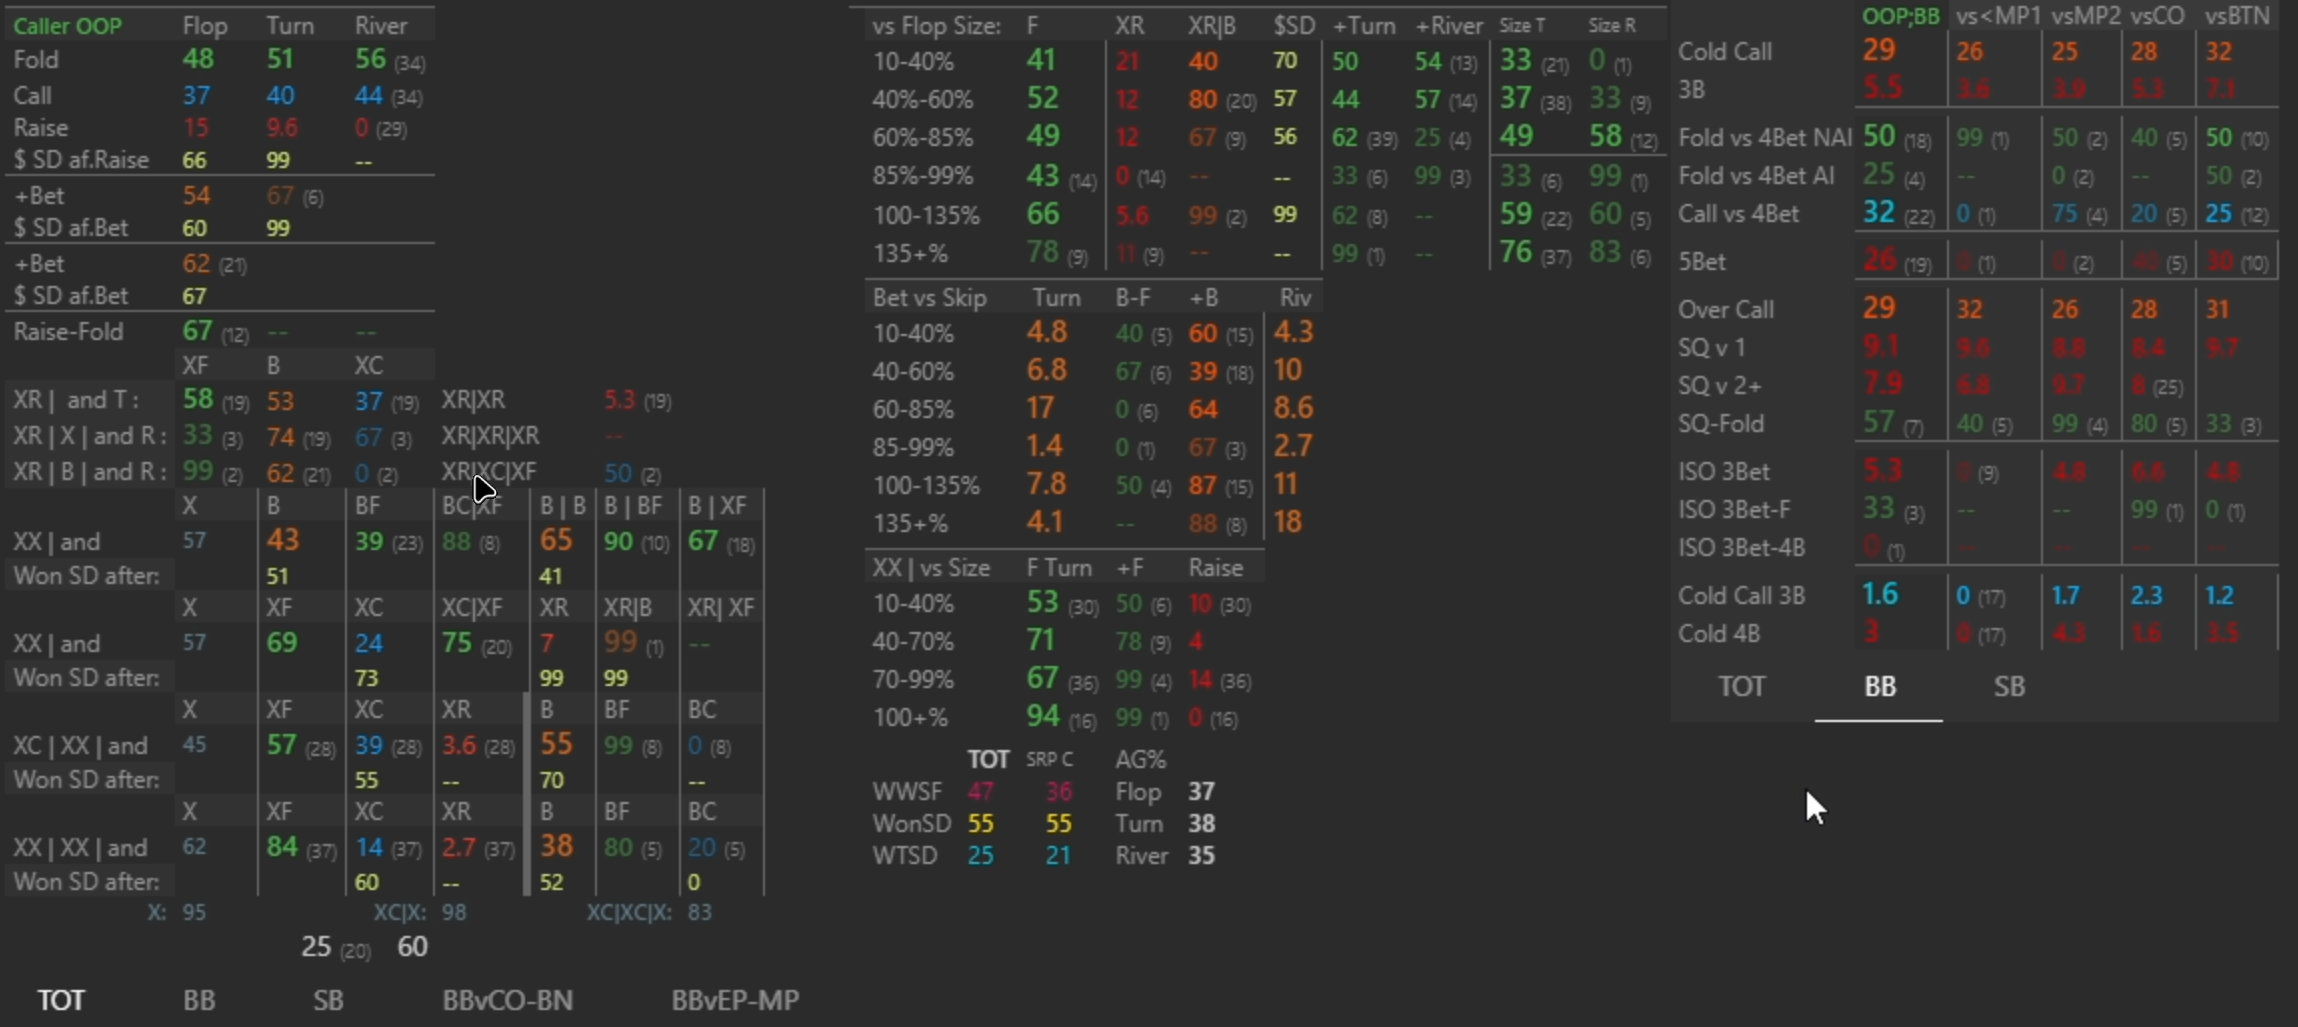 Caller OOP Flop Turn River
Fold 48 51 56 (34)
Call 37 40 44 (34)
Raise 15 9.6 0 (29)
$ SD af.Raise 66 99 --
+Bet 54 67 (6)
$ SD af.Bet 60 99
+Bet 62 (21)
$ SD af.Bet 67
Raise-Fold 67 (12) -- --
XF B XC
XR | and T : 58 (19) 53 37 (19) XR|XR 5.3 (19)
XR | X | and R : 33 (3) 74 (19) 67 (3) XR|XR|XR --
XR | B | and R : 99 (2) 62 (21) 0 (2) XR|XC|XF 50 (2)
X B BF BC|XF B | B B | BF B | XF
XX | and 57 43 39 (23) 88 (8) 65 90 (10) 67 (18)
Won SD after: 51 41
X XF XC XC|XF XR XR|B XR| XF
XX | and 57 69 24 75 (20) 7 99 (1) --
Won SD after: 73 99 99
X XF XC XR B BF BC
XC | XX | and 45 57 (28) 39 (28) 3.6 (28) 55 99 (8) 0 (8)
Won SD after: 55 -- 70 --
X XF XC XR B BF BC
XX | XX | and 62 84 (37) 14 (37) 2.7 (37) 38 80 (5) 20 (5)
Won SD after: 60 -- 52 0
X: 95 XC|X: 98 XC|XC|X: 83
25 (20) 60
TOT BB SB BBvCO-BN BBvEP-MP
vs Flop Size: F XR XR|B $SD +Turn +River Size T Size R
10-40% 41 21 40 70 50 54 (13) 33 (21) 0 (1)
40%-60% 52 12 80 (20) 57 44 57 (14) 37 (38) 33 (9)
60%-85% 49 12 67 (9) 56 62 (39) 25 (4) 49 58 (12)
85%-99% 43 (14) 0 (14) -- -- 33 (6) 99 (3) 33 (6) 99 (1)
100-135% 66 5.6 99 (2) 99 62 (8) -- 59 (22) 60 (5)
135+% 78 (9) 11 (9) -- -- 99 (1) -- 76 (37) 83 (6)
Bet vs Skip Turn B-F +B Riv
10-40% 4.8 40 (5) 60 (15) 4.3
40-60% 6.8 67 (6) 39 (18) 10
60-85% 17 0 (6) 64 8.6
85-99% 1.4 0 (1) 67 (3) 2.7
100-135% 7.8 50 (4) 87 (15) 11
135+% 4.1 -- 88 (8) 18
XX | vs Size F Turn +F Raise
10-40% 53 (30) 50 (6) 10 (30)
40-70% 71 78 (9) 4
70-99% 67 (36) 99 (4) 14 (36)
100+% 94 (16) 99 (1) 0 (16)
TOT SRP C AG%
WWSF 47 36 Flop 37
WonSD 55 55 Turn 38
WTSD 25 21 River 35
OOP;BB vs<MP1 vsMP2 vsCO vsBTN
Cold Call 29 26 25 28 32
3B 5.5 3.6 3.9 5.3 7.1
Fold vs 4Bet NAI 50 (18) 99 (1) 50 (2) 40 (5) 50 (10)
Fold vs 4Bet AI 25 (4) -- 0 (2) -- 50 (2)
Call vs 4Bet 32 (22) 0 (1) 75 (4) 20 (5) 25 (12)
5Bet 26 (19) 0 (1) 0 (2) 40 (5) 30 (10)
Over Call 29 32 26 28 31
SQ v 1 9.1 9.6 8.8 8.4 9.7
SQ v 2+ 7.9 6.8 9.7 8 (25)
SQ-Fold 57 (7) 40 (5) 99 (4) 80 (5) 33 (3)
ISO 3Bet 5.3 0 (9) 4.8 6.6 4.8
ISO 3Bet-F 33 (3) -- -- 99 (1) 0 (1)
ISO 3Bet-4B 0 (1) -- -- -- --
Cold Call 3B 1.6 0 (17) 1.7 2.3 1.2
Cold 4B 3 0 (17) 4.3 1.6 3.5
TOT BB SB